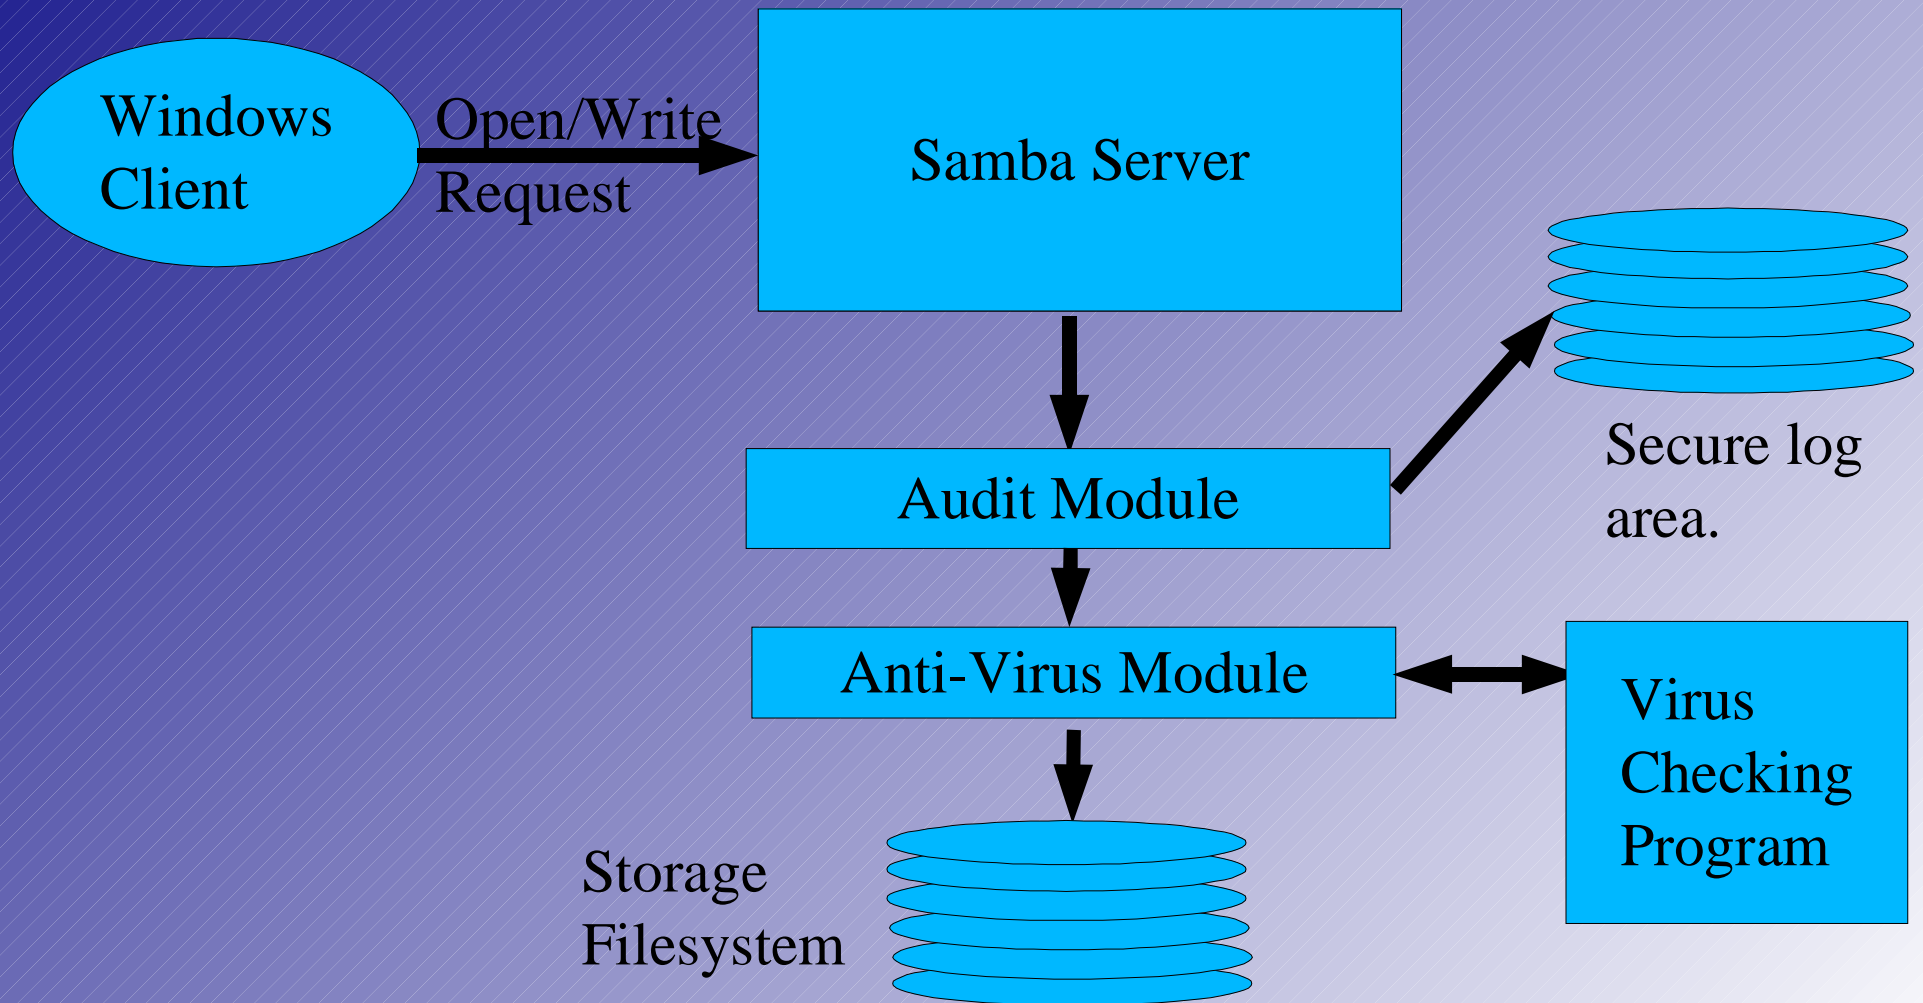 Windows
Client
Open/Write
Request
Samba Server
Secure log
area.
Audit Module
Anti-Virus Module
Virus
Checking
Program
Storage
Filesystem